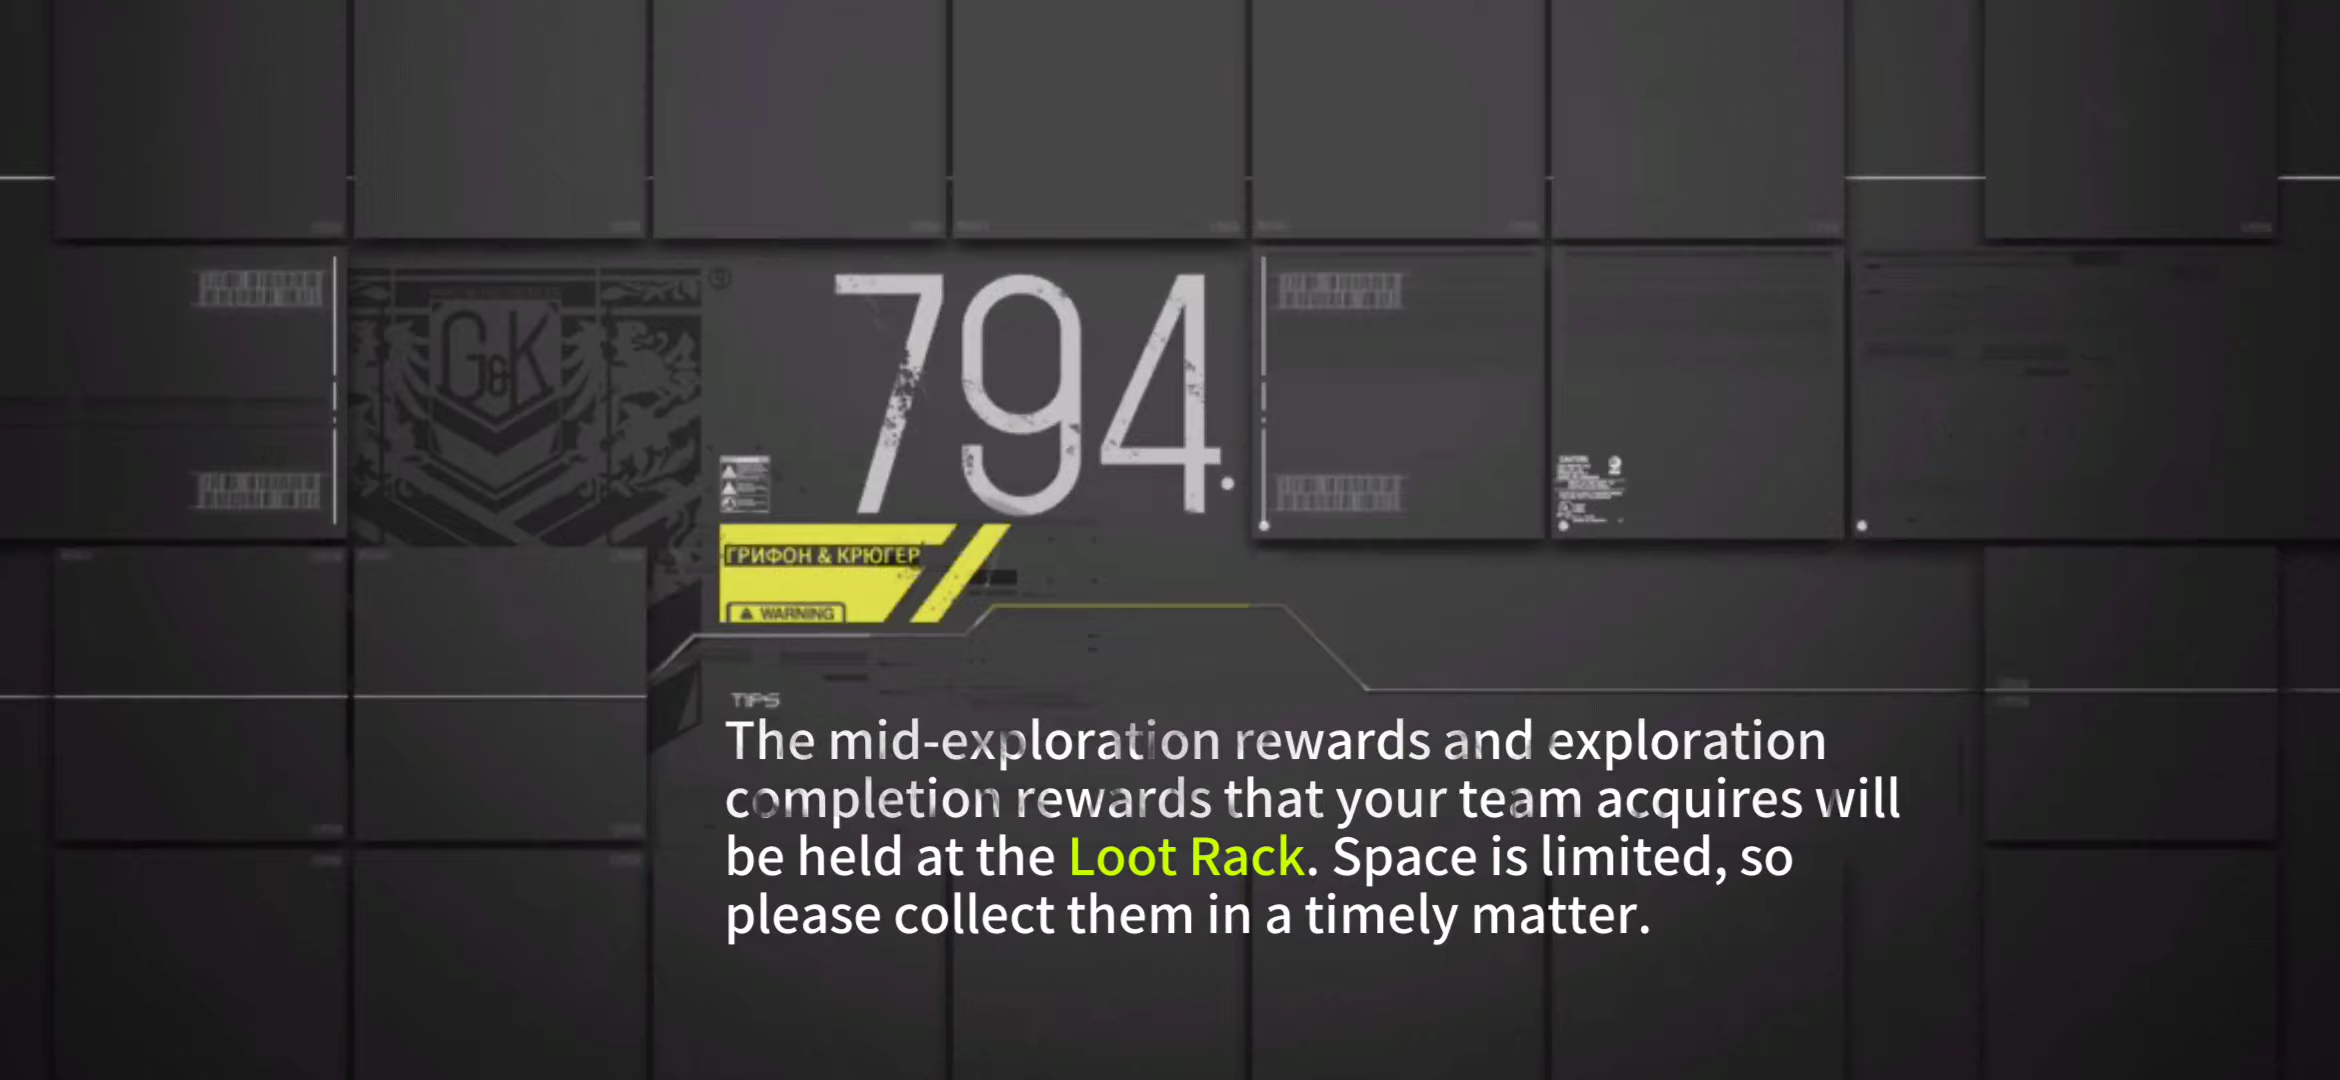 G&K
794.
ГРИФОН & КРЮГЕР
WARNING
TIPS
The mid-exploration rewards and exploration
completion rewards that your team acquires will
be held at the Loot Rack. Space is limited, so
please collect them in a timely matter.